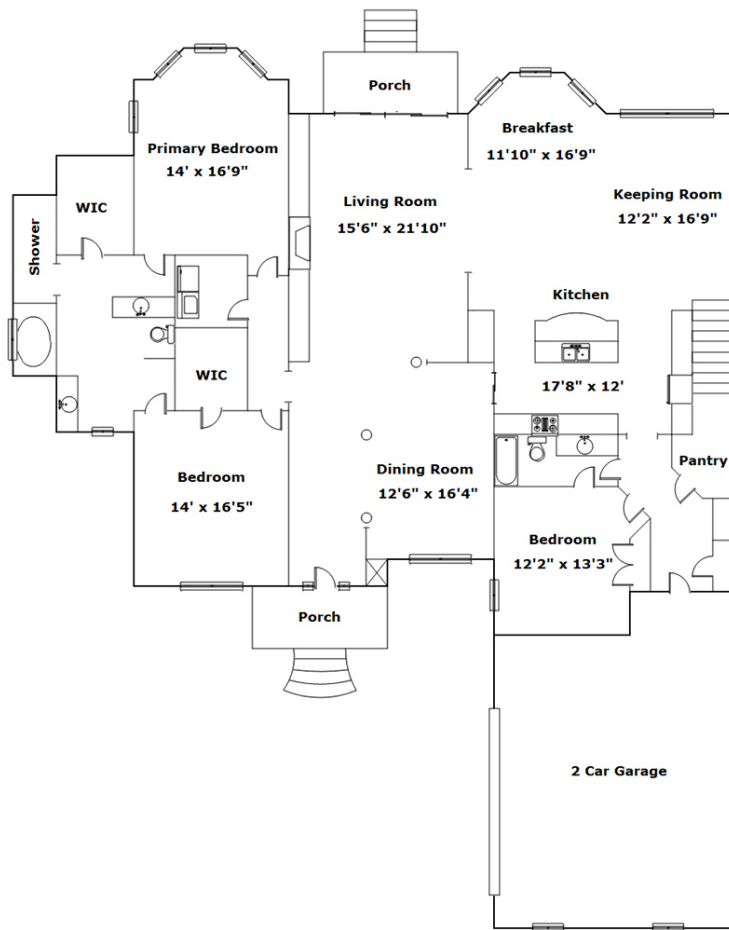 Porch
Primary Bedroom
14' x 16'9"
Breakfast
11'10" x 16'9"
Living Room
15'6" x 21'10"
Keeping Room
12'2" x 16'9"
WIC
Shower
Kitchen
17'8" x 12'
WIC
Bedroom
14' x 16'5"
Dining Room
12'6" x 16'4"
Pantry
Bedroom
12'2" x 13'3"
Porch
2 Car Garage